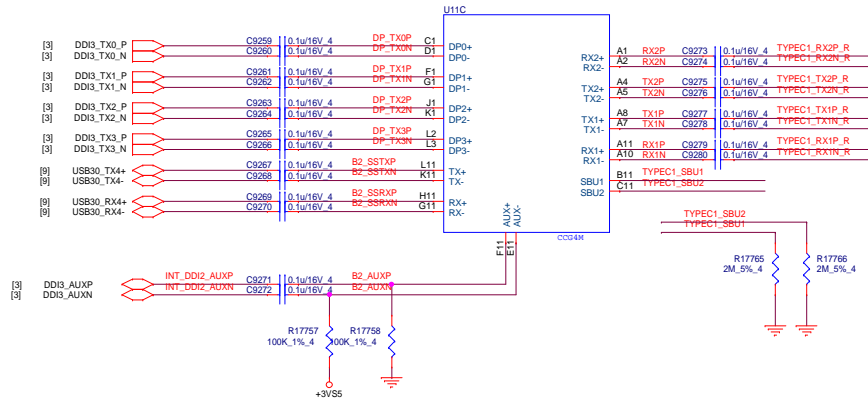 U11C
[3] DDI3_TX0_P C9259 0.1u/16V_4 DP_TX0P C1 DP0+
[3] DDI3_TX0_N C9260 0.1u/16V_4 DP_TX0N D1 DP0-
[3] DDI3_TX1_P C9261 0.1u/16V_4 DP_TX1P F1 DP1+
[3] DDI3_TX1_N C9262 0.1u/16V_4 DP_TX1N G1 DP1-
[3] DDI3_TX2_P C9263 0.1u/16V_4 DP_TX2P J1 DP2+
[3] DDI3_TX2_N C9264 0.1u/16V_4 DP_TX2N K1 DP2-
[3] DDI3_TX3_P C9265 0.1u/16V_4 DP_TX3P L2 DP3+
[3] DDI3_TX3_N C9266 0.1u/16V_4 DP_TX3N L3 DP3-
[9] USB30_TX4+ C9267 0.1u/16V_4 B2_SSTXP L11 TX+
[9] USB30_TX4- C9268 0.1u/16V_4 B2_SSTXN K11 TX-
[9] USB30_RX4+ C9269 0.1u/16V_4 B2_SSRXP H11 RX+
[9] USB30_RX4- C9270 0.1u/16V_4 B2_SSRXN G11 RX-
RX2+ A1 RX2P C9273 0.1u/16V_4 TYPEC1_RX2P_R
RX2- A2 RX2N C9274 0.1u/16V_4 TYPEC1_RX2N_R
TX2+ A4 TX2P C9275 0.1u/16V_4 TYPEC1_TX2P_R
TX2- A5 TX2N C9276 0.1u/16V_4 TYPEC1_TX2N_R
TX1+ A8 TX1P C9277 0.1u/16V_4 TYPEC1_TX1P_R
TX1- A7 TX1N C9278 0.1u/16V_4 TYPEC1_TX1N_R
RX1+ A11 RX1P C9279 0.1u/16V_4 TYPEC1_RX1P_R
RX1- A10 RX1N C9280 0.1u/16V_4 TYPEC1_RX1N_R
SBU1 B11 TYPEC1_SBU1
SBU2 C11 TYPEC1_SBU2
AUX+ AUX-
F11 E11
CCG4M
TYPEC1_SBU2
TYPEC1_SBU1
R17765 R17766
2M_5%_4 2M_5%_4
[3] DDI3_AUXP INT_DDI2_AUXP C9271 0.1u/16V_4 B2_AUXP
[3] DDI3_AUXN INT_DDI2_AUXN C9272 0.1u/16V_4 B2_AUXN
R17757 R17758
100K_1%_4 100K_1%_4
+3VS5